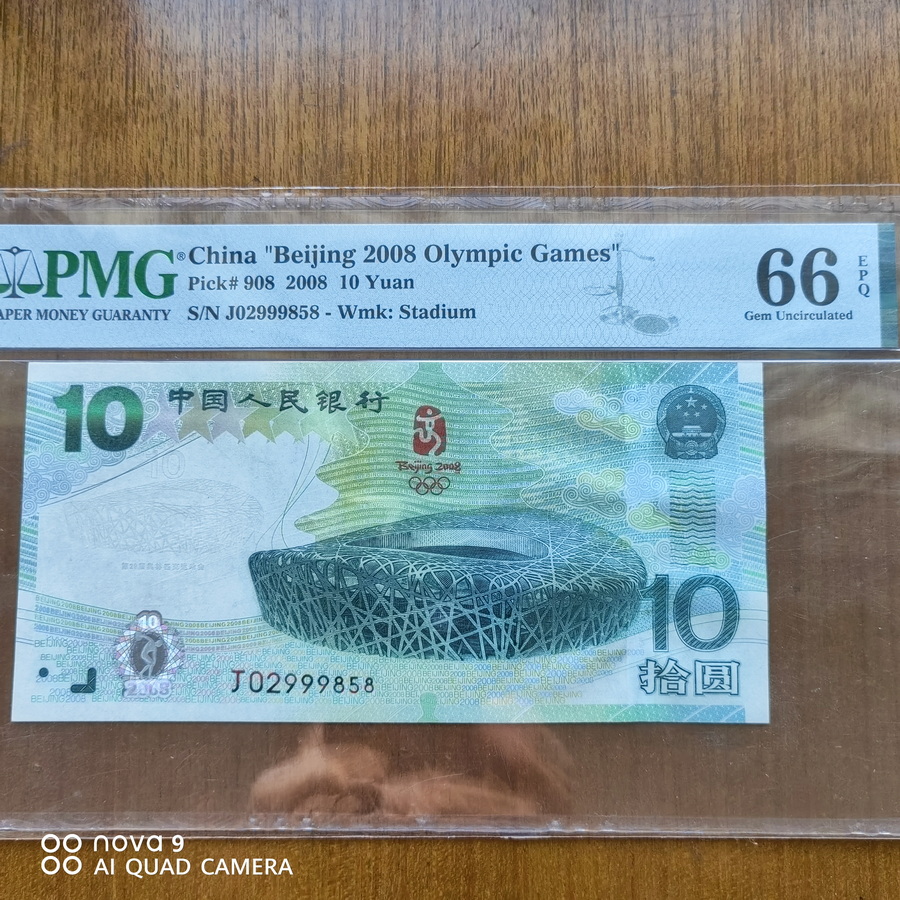 PMG® China "Beijing 2008 Olympic Games"
Pick# 908 2008 10 Yuan
APER MONEY GUARANTY
S/N J02999858 - Wmk: Stadium
66 EPQ
Gem Uncirculated
10
中国人民银行
Beijing 2008
10
拾圆
10
2008
J02999858
nova 9
AI QUAD CAMERA